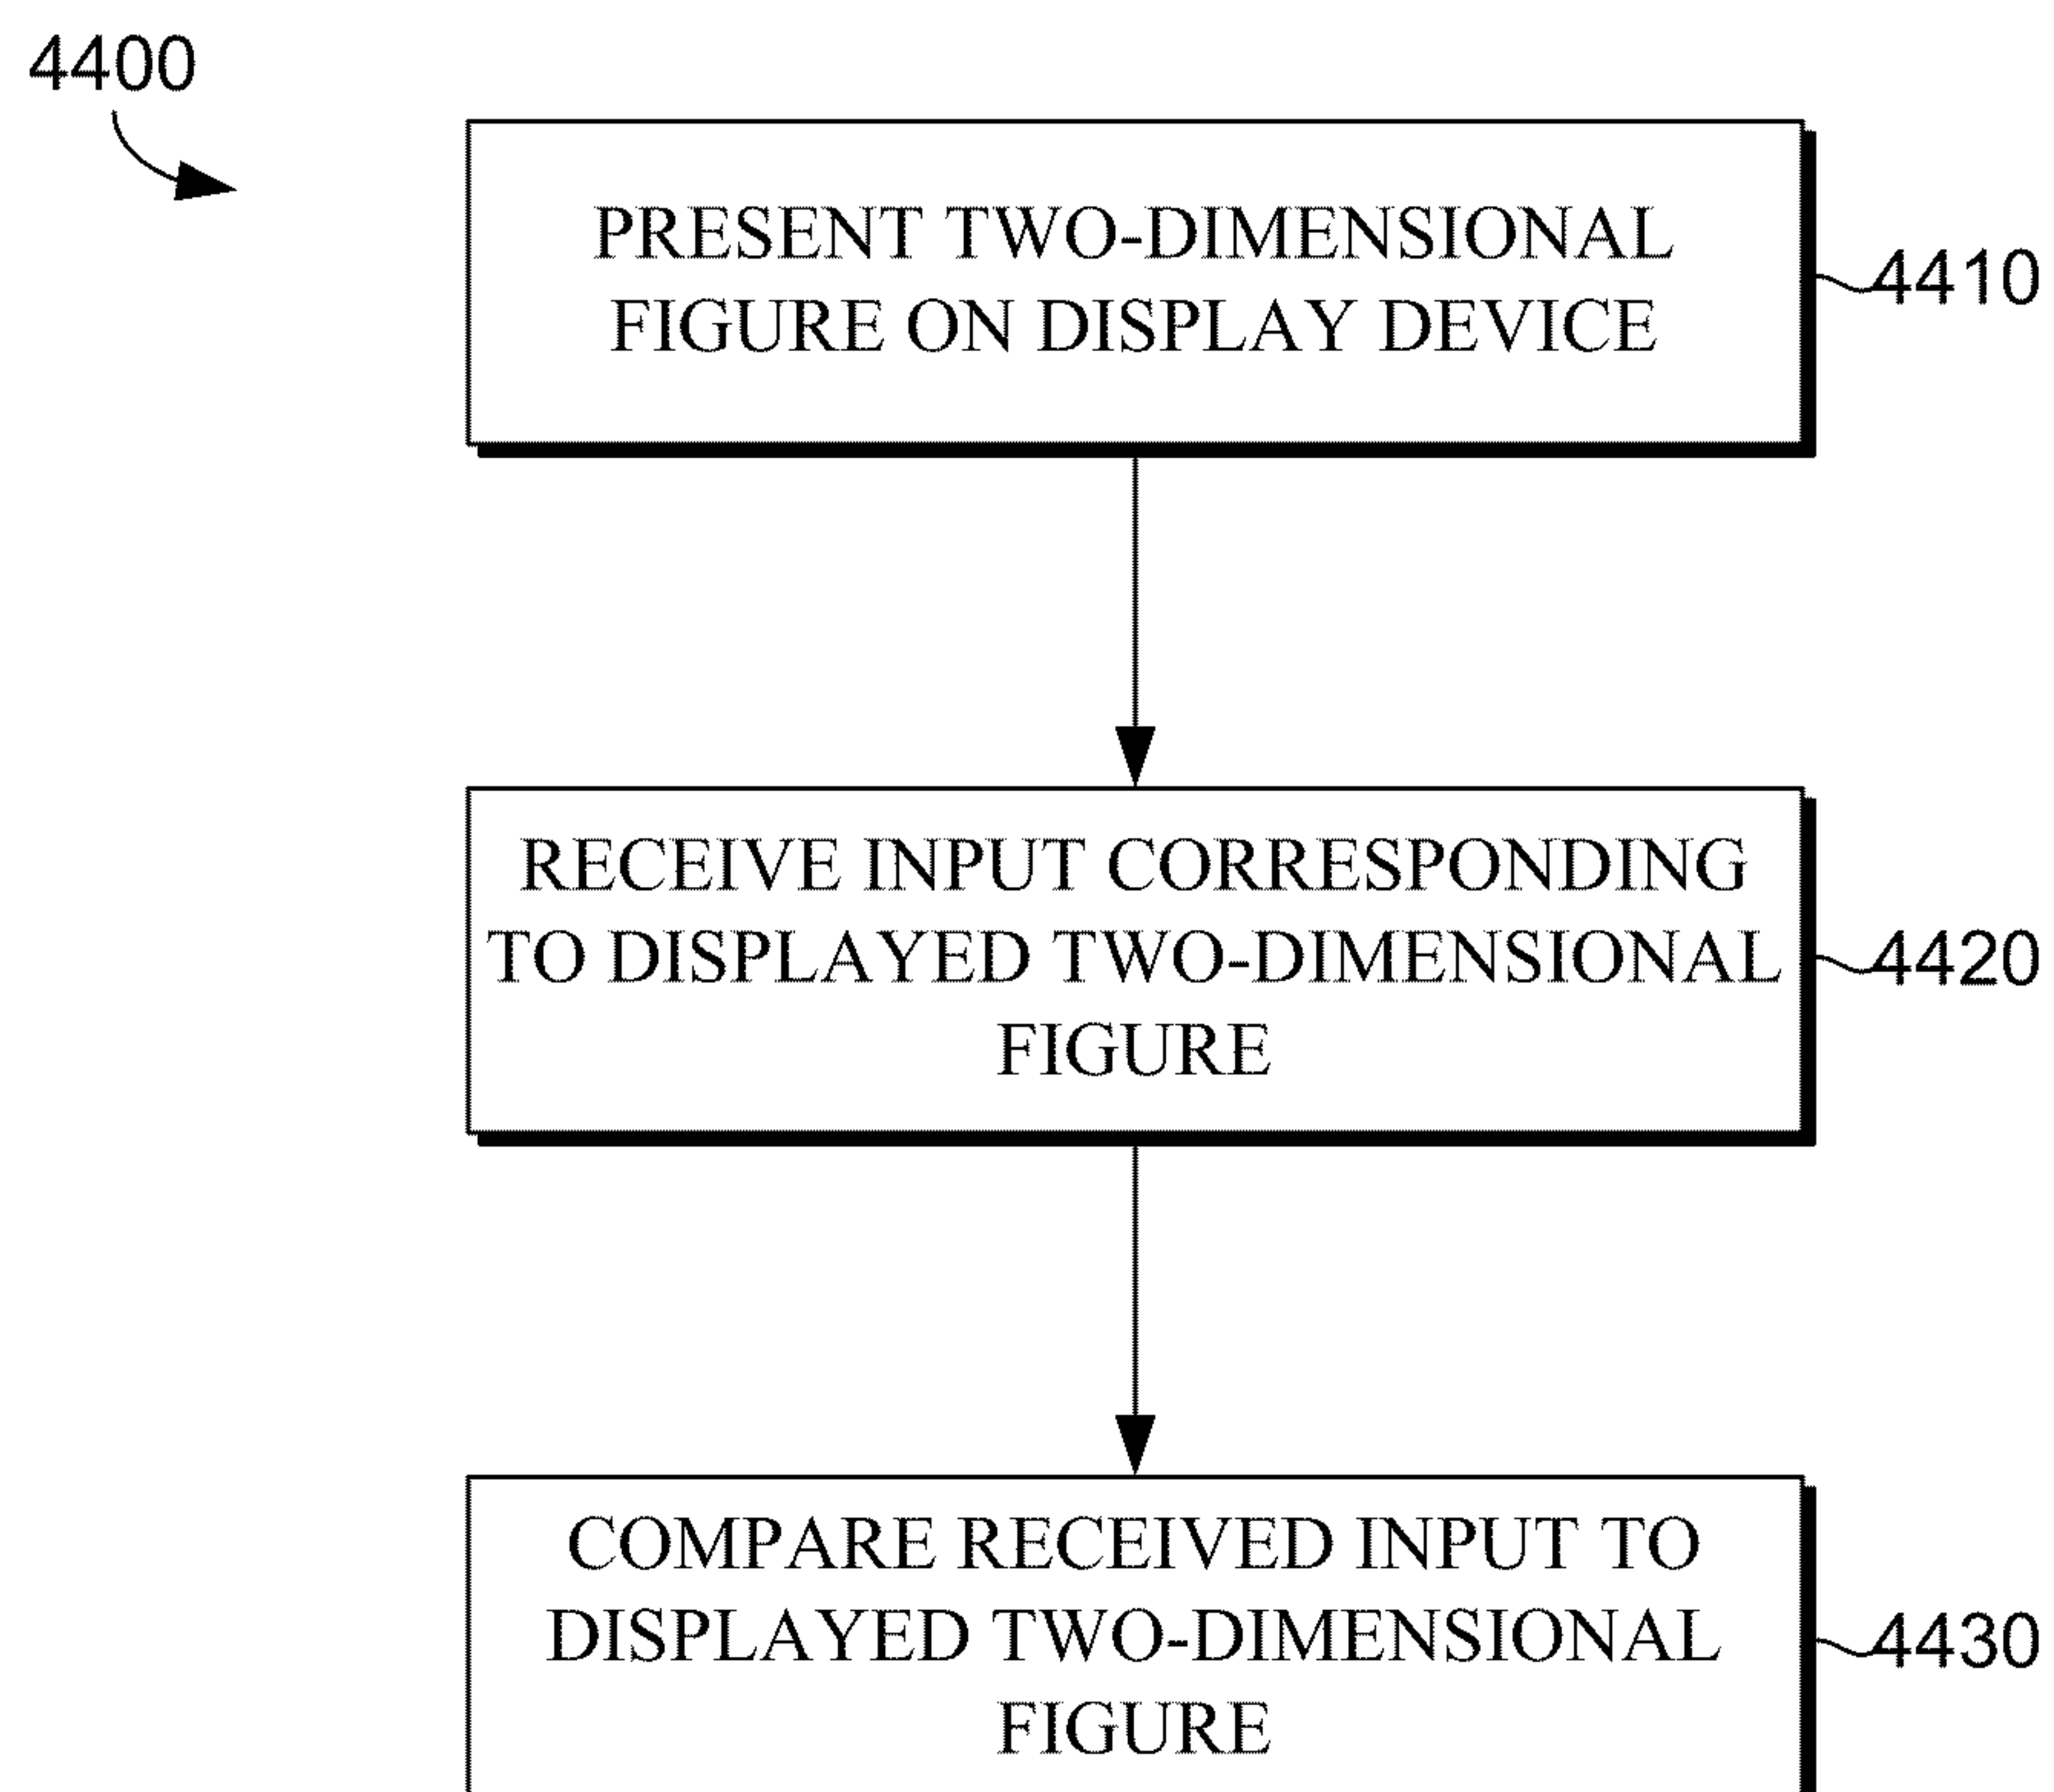 4400
PRESENT TWO-DIMENSIONAL
FIGURE ON DISPLAY DEVICE
4410
RECEIVE INPUT CORRESPONDING
TO DISPLAYED TWO-DIMENSIONAL
FIGURE
4420
COMPARE RECEIVED INPUT TO
DISPLAYED TWO-DIMENSIONAL
FIGURE
4430